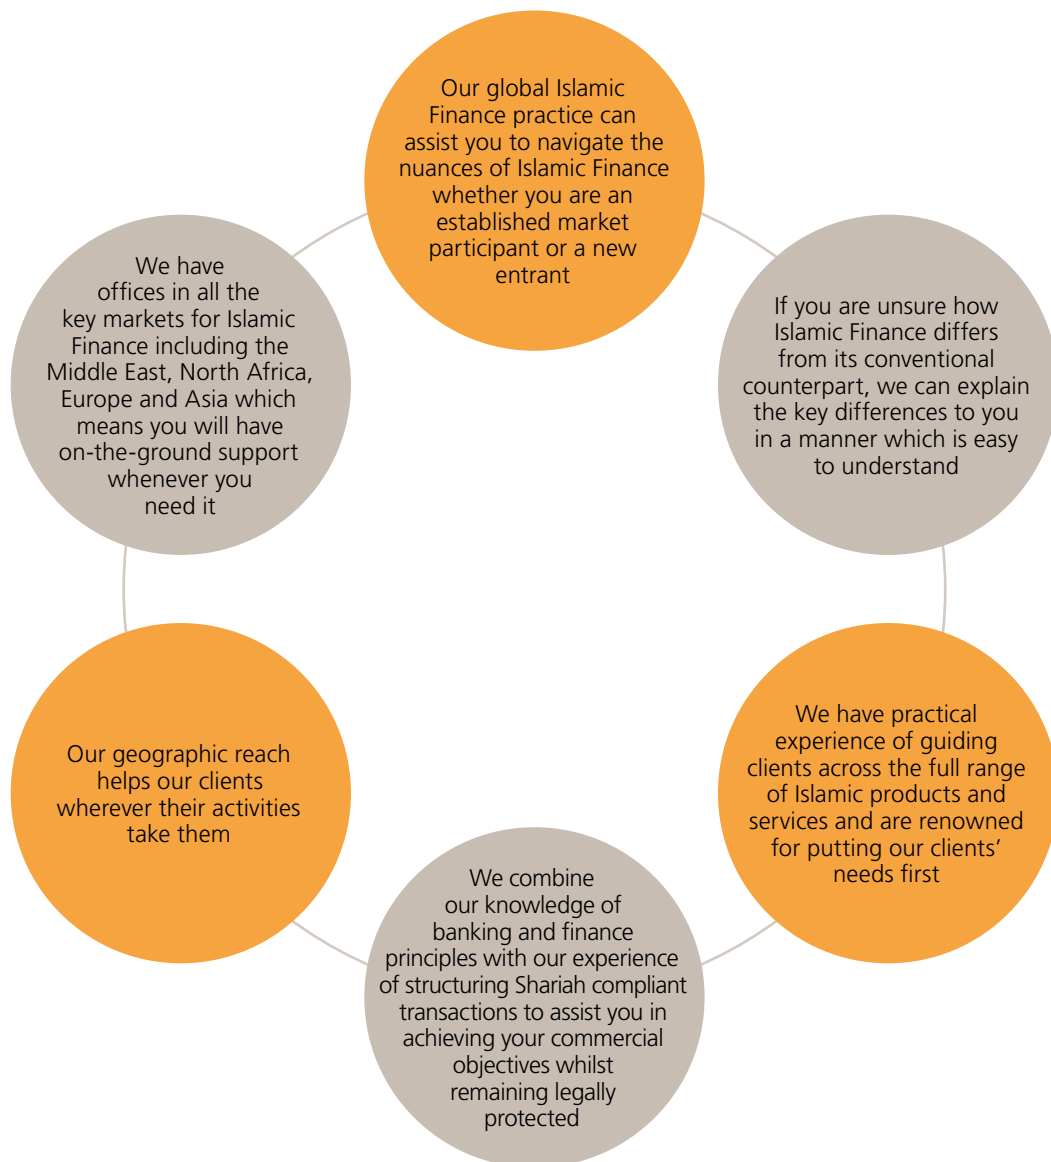 Our global Islamic
Finance practice can
assist you to navigate the
nuances of Islamic Finance
whether you are an
established market
participant or a new
entrant
If you are unsure how
Islamic Finance differs
from its conventional
counterpart, we can explain
the key differences to you
in a manner which is easy
to understand
We have practical
experience of guiding
clients across the full range
of Islamic products and
services and are renowned
for putting our clients’
needs first
We combine
our knowledge of
banking and finance
principles with our experience
of structuring Shariah compliant
transactions to assist you in
achieving your commercial
objectives whilst
remaining legally
protected
Our geographic reach
helps our clients
wherever their activities
take them
We have
offices in all the
key markets for Islamic
Finance including the
Middle East, North Africa,
Europe and Asia which
means you will have
on-the-ground support
whenever you
need it